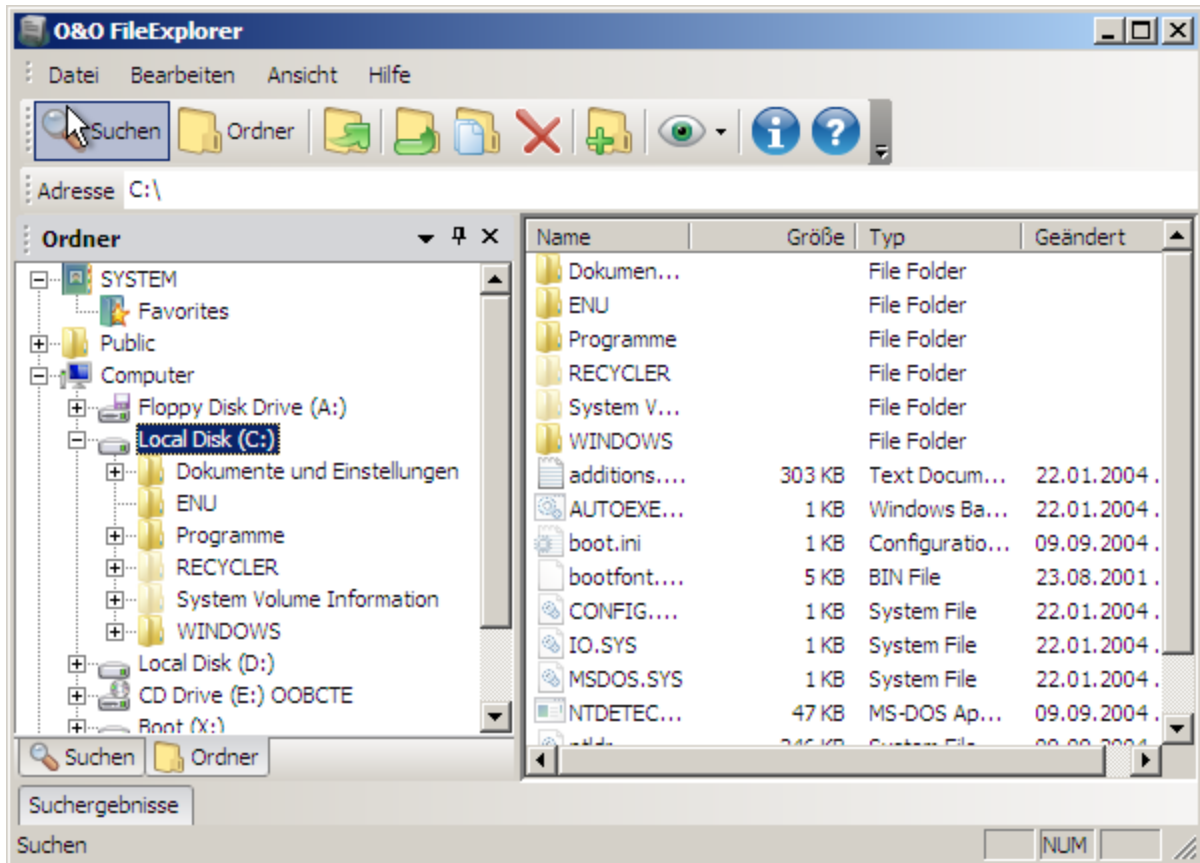 O&O FileExplorer
Datei Bearbeiten Ansicht Hilfe
Suchen Ordner
Adresse C:\
Ordner
SYSTEM
Favorites
Public
Computer
Floppy Disk Drive (A:)
Local Disk (C:)
Dokumente und Einstellungen
ENU
Programme
RECYCLER
System Volume Information
WINDOWS
Local Disk (D:)
CD Drive (E:) OOBCTE
Boot (X:)
Suchen Ordner
Name Größe Typ Geändert
Dokumen... File Folder
ENU File Folder
Programme File Folder
RECYCLER File Folder
System V... File Folder
WINDOWS File Folder
additions.... 303 KB Text Docum... 22.01.2004 .
AUTOEXE... 1 KB Windows Ba... 22.01.2004 .
boot.ini 1 KB Configuratio... 09.09.2004 .
bootfont.... 5 KB BIN File 23.08.2001 .
CONFIG.... 1 KB System File 22.01.2004 .
IO.SYS 1 KB System File 22.01.2004 .
MSDOS.SYS 1 KB System File 22.01.2004 .
NTDETEC... 47 KB MS-DOS Ap... 09.09.2004 .
ntldr System File
Suchergebnisse
Suchen NUM